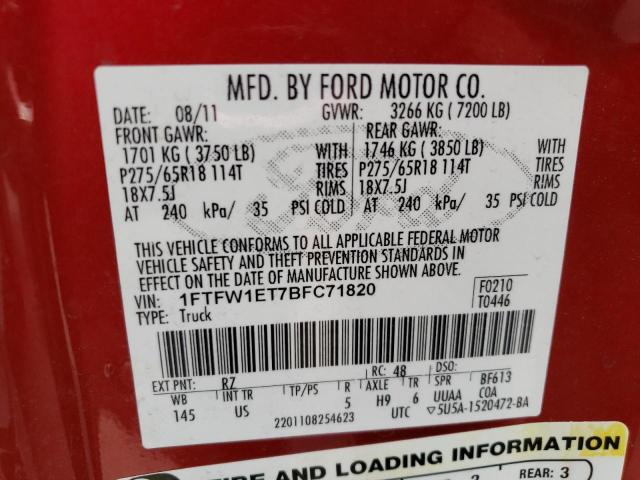 MFD. BY FORD MOTOR CO.
DATE: 08/11 GVWR: 3266 KG ( 7200 LB)
FRONT GAWR: REAR GAWR:
1701 KG ( 3750 LB) WITH 1746 KG ( 3850 LB) WITH
P275/65R18 114T TIRES P275/65R18 114T TIRES
18X7.5J RIMS 18X7.5J RIMS
AT 240 kPa/ 35 PSI COLD AT 240 kPa/ 35 PSI COLD
THIS VEHICLE CONFORMS TO ALL APPLICABLE FEDERAL MOTOR
VEHICLE SAFETY AND THEFT PREVENTION STANDARDS IN
EFFECT ON THE DATE OF MANUFACTURE SHOWN ABOVE.
VIN: 1FTFW1ET7BFC71820 F0210
TYPE: Truck T0446
EXT PNT: RZ RC: 48 DSO:
WB INT TR TP/PS R AXLE TR SPR BF613
145 US 5 H9 6 UUAA COA
2201108254623 UTC ▽5U5A-1520472-BA
TIRE AND LOADING INFORMATION
REAR: 3